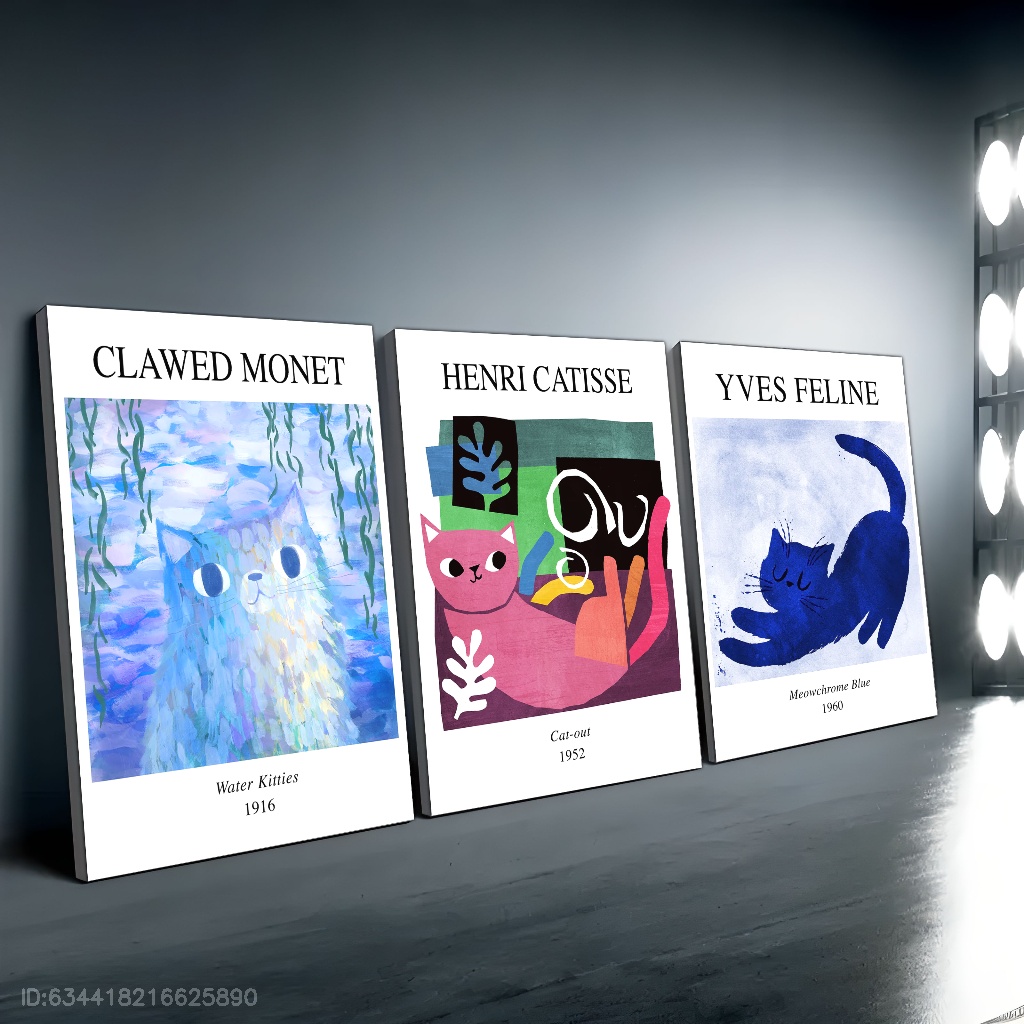 CLAWED MONET
Water Kitties
1916
HENRI CATISSE
Cat-out
1952
YVES FELINE
Meowchrome Blue
1960
ID:634418216625890